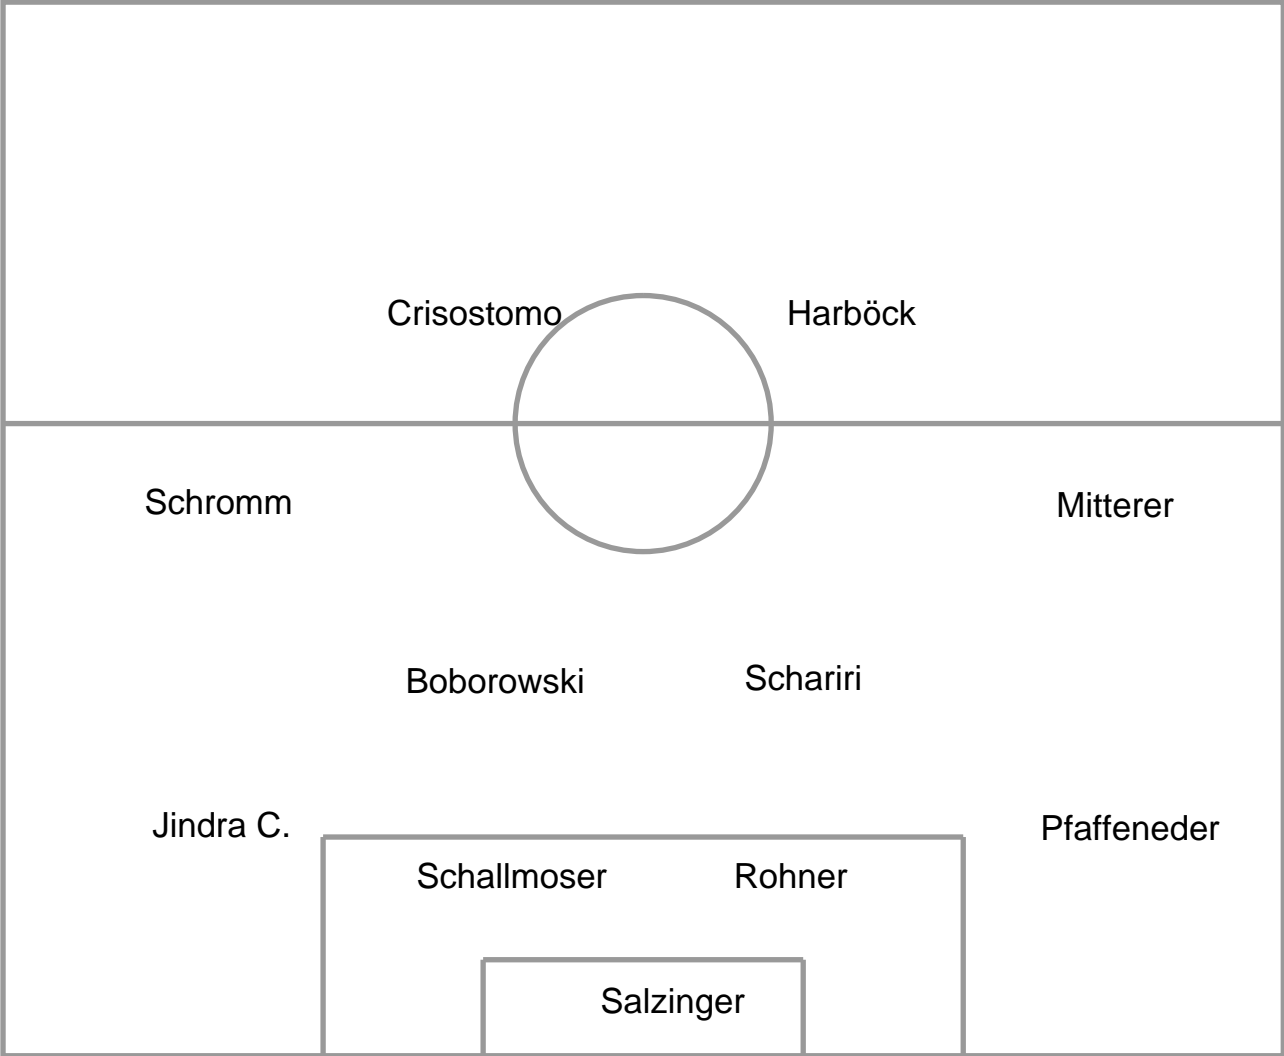 Crisostomo
Harböck
Schromm
Mitterer
Boborowski
Schariri
Jindra C.
Pfaffeneder
Schallmoser
Rohner
Salzinger